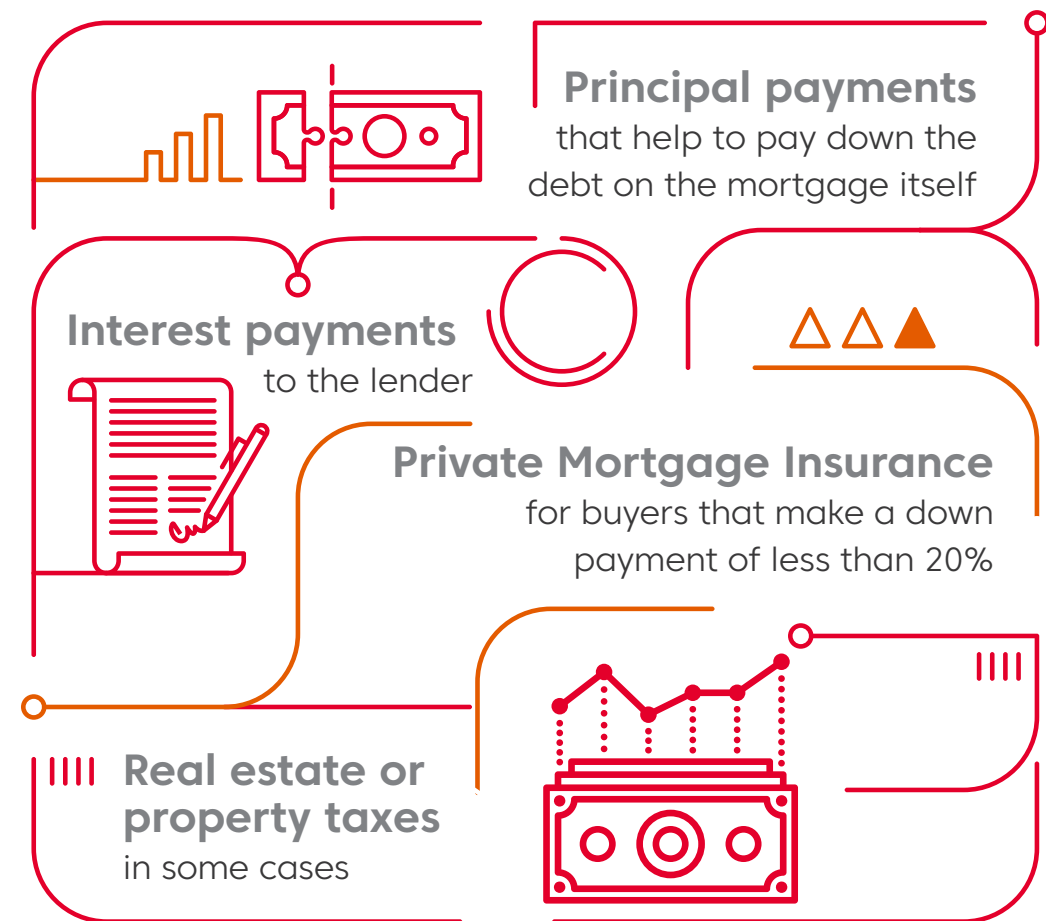 Principal payments
that help to pay down the
debt on the mortgage itself
Interest payments
to the lender
Private Mortgage Insurance
for buyers that make a down
payment of less than 20%
Real estate or
property taxes
in some cases